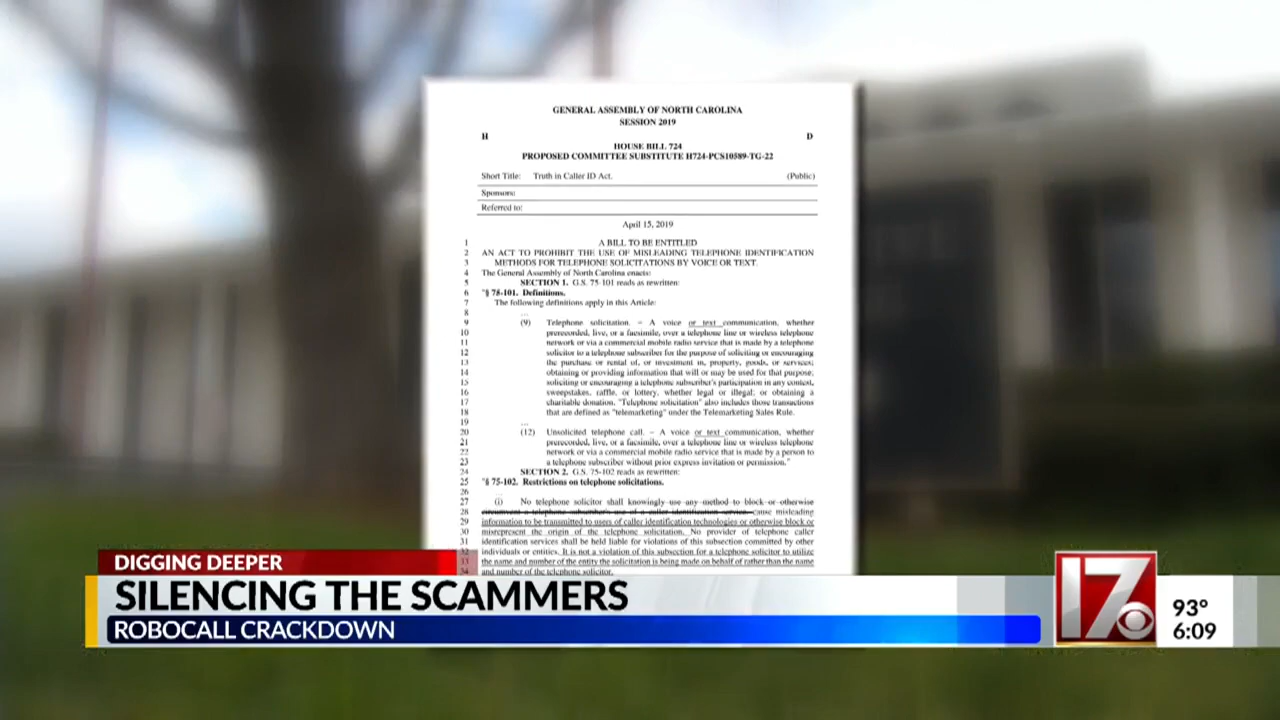 GENERAL ASSEMBLY OF NORTH CAROLINA
SESSION 2019
H D
HOUSE BILL 724
PROPOSED COMMITTEE SUBSTITUTE H724-PCS10589-TG-22
Short Title: Truth in Caller ID Act. (Public)
Sponsors:
Referred to:
April 15, 2019
1 A BILL TO BE ENTITLED
2 AN ACT TO PROHIBIT THE USE OF MISLEADING TELEPHONE IDENTIFICATION
3 METHODS FOR TELEPHONE SOLICITATIONS BY VOICE OR TEXT.
4 The General Assembly of North Carolina enacts:
5 SECTION 1. G.S. 75-101 reads as rewritten:
6 "§ 75-101. Definitions.
7 The following definitions apply in this Article:
8 ...
9 (9) Telephone solicitation. – A voice or text communication, whether
10 prerecorded, live, or a facsimile, over a telephone line or wireless telephone
11 network or via a commercial mobile radio service that is made by a telephone
12 solicitor to a telephone subscriber for the purpose of soliciting or encouraging
13 the purchase or rental of, or investment in, property, goods, or services;
14 obtaining or providing information that will or may be used for that purpose;
15 soliciting or encouraging a telephone subscriber's participation in any contest,
16 sweepstakes, raffle, or lottery, whether legal or illegal; or obtaining a
17 charitable donation. "Telephone solicitation" also includes those transactions
18 that are defined as "telemarketing" under the Telemarketing Sales Rule.
19 ...
20 (12) Unsolicited telephone call. – A voice or text communication, whether
21 prerecorded, live, or a facsimile, over a telephone line or wireless telephone
22 network or via a commercial mobile radio service that is made by a person to
23 a telephone subscriber without prior express invitation or permission."
24 SECTION 2. G.S. 75-102 reads as rewritten:
25 "§ 75-102. Restrictions on telephone solicitations.
26 ...
27 (i) No telephone solicitor shall knowingly use any method to block or otherwise
28 circumvent a telephone subscriber's use of a caller identification service. cause misleading
29 information to be transmitted to users of caller identification technologies or otherwise block or
30 misrepresent the origin of the telephone solicitation. No provider of telephone caller
31 identification services shall be held liable for violations of this subsection committed by other
32 individuals or entities. It is not a violation of this subsection for a telephone solicitor to utilize
33 the name and number of the entity the solicitation is being made on behalf of rather than the name
34 and number of the telephone solicitor.
DIGGING DEEPER
SILENCING THE SCAMMERS
ROBOCALL CRACKDOWN
17
93°
6:09